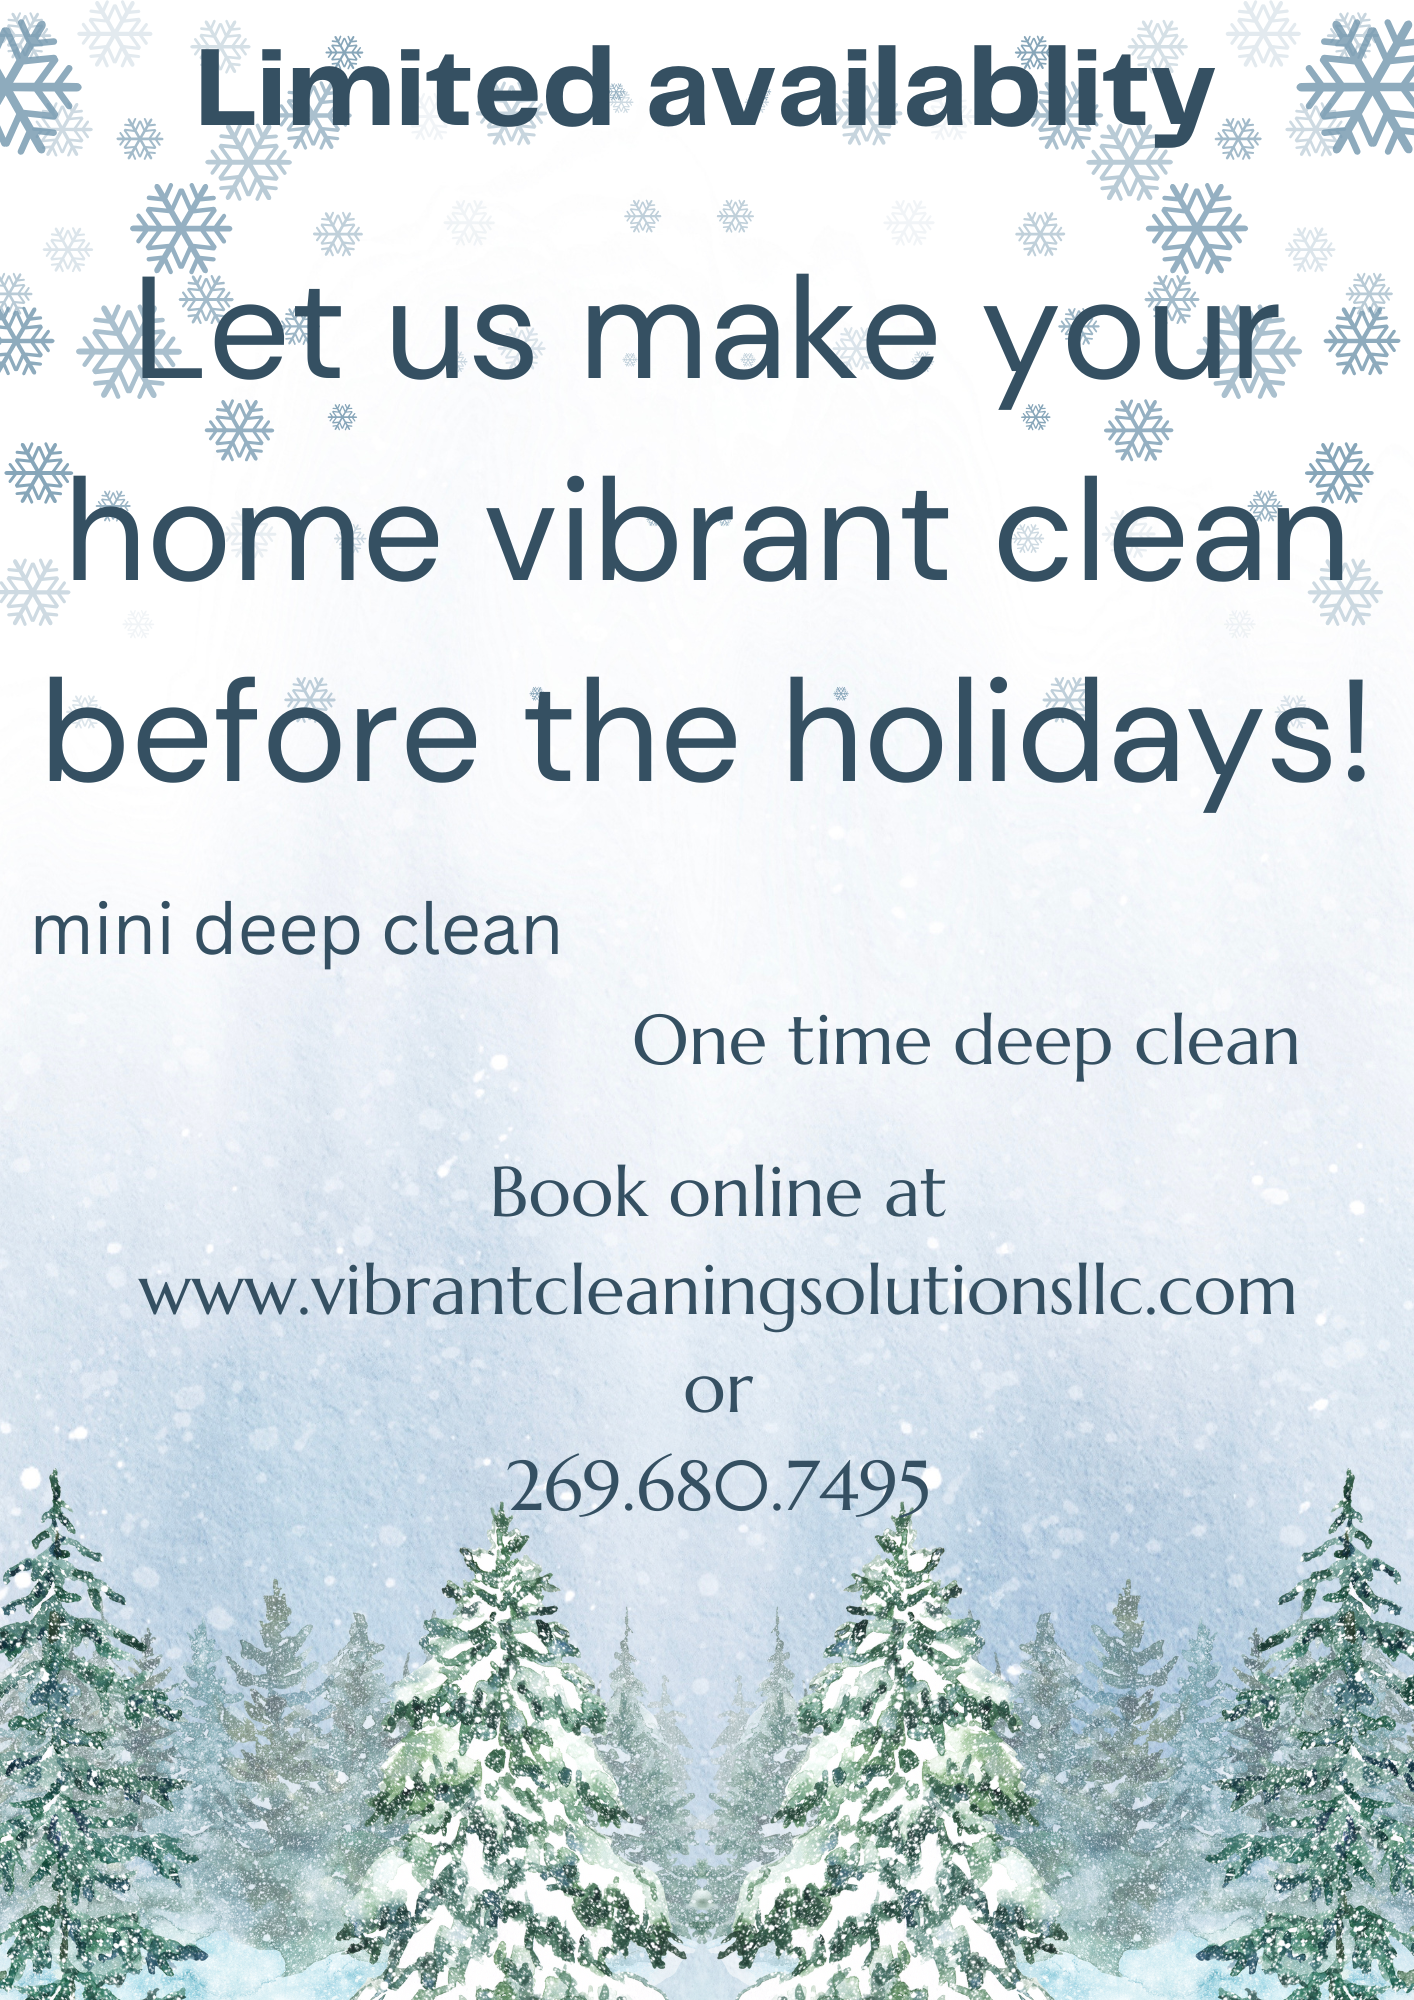 Limited availablity
Let us make your
home vibrant clean
before the holidays!
mini deep clean
One time deep clean
Book online at
www.vibrantcleaningsolutionsllc.com
or
269.680.7495